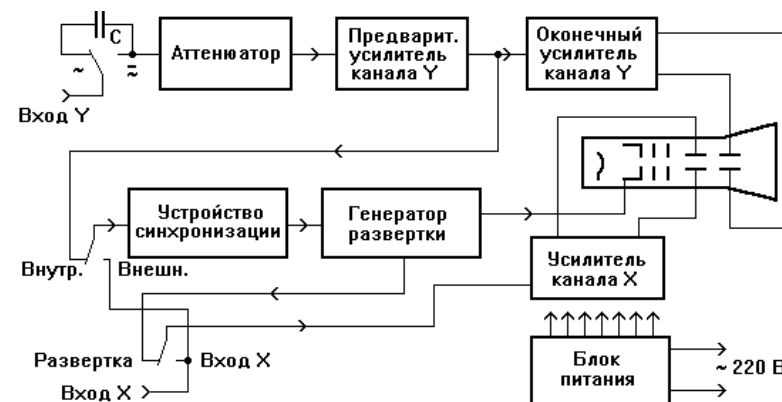 C
~
≂
Вход Y
Аттенюатор
Предварит.
усилитель
канала Y
Оконечный
усилитель
канала Y
Устройство
синхронизации
Генератор
развертки
Усилитель
канала X
Внутр.
Внешн.
Развертка
Вход X
Вход X
Блок
питания
~ 220 В